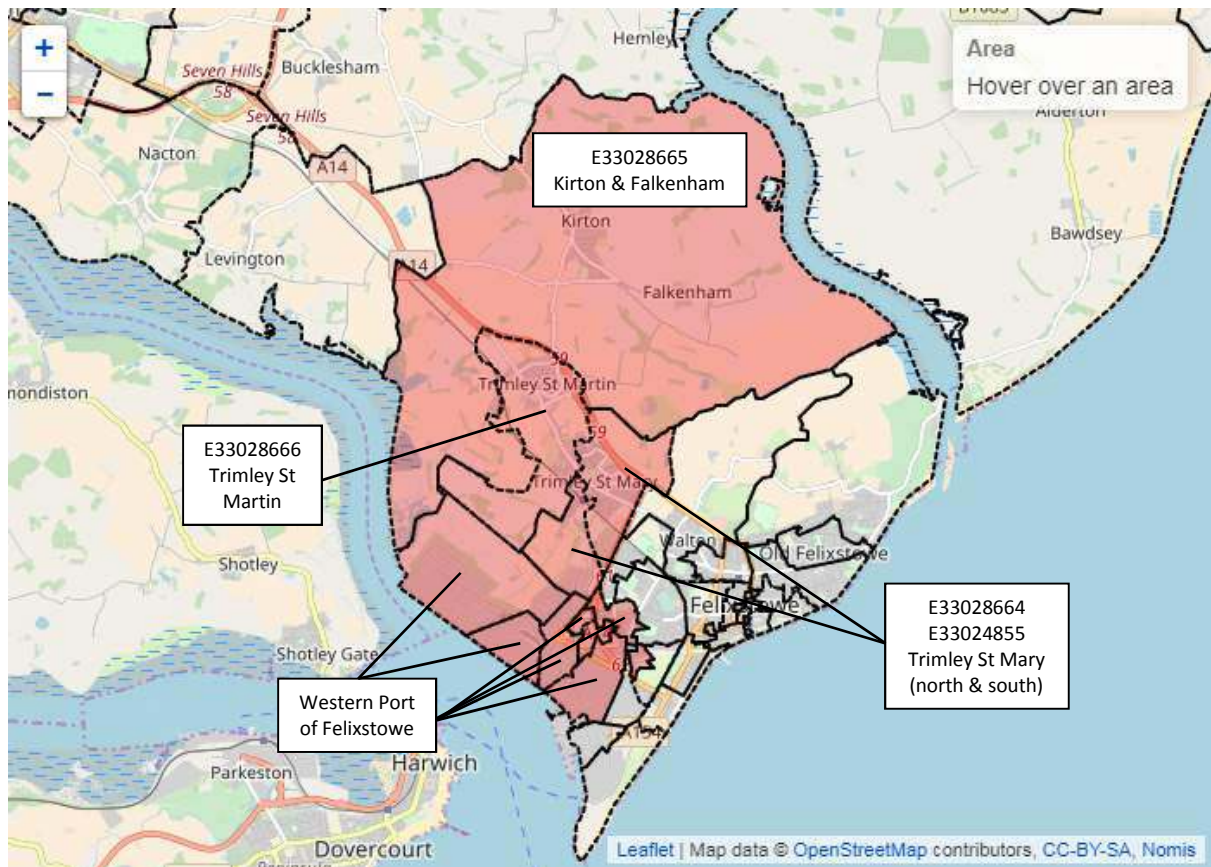 Hemley
Area
Hover over an area
+
−
Bucklesham
Seven Hills
58
Seven Hills
58
Alderton
Nacton
A14
E33028665
Kirton & Falkenham
Kirton
Bawdsey
Levington
A14
Falkenham
59
Trimley St Martin
59
E33028666
Trimley St
Martin
Trimley St Mary
Walton
Old Felixstowe
Shotley
Felixstowe
E33028664
E33024855
Trimley St Mary
(north & south)
Shotley Gate
Western Port
of Felixstowe
A154
Harwich
Parkeston
Dovercourt
Leaflet | Map data © OpenStreetMap contributors, CC-BY-SA, Nomis